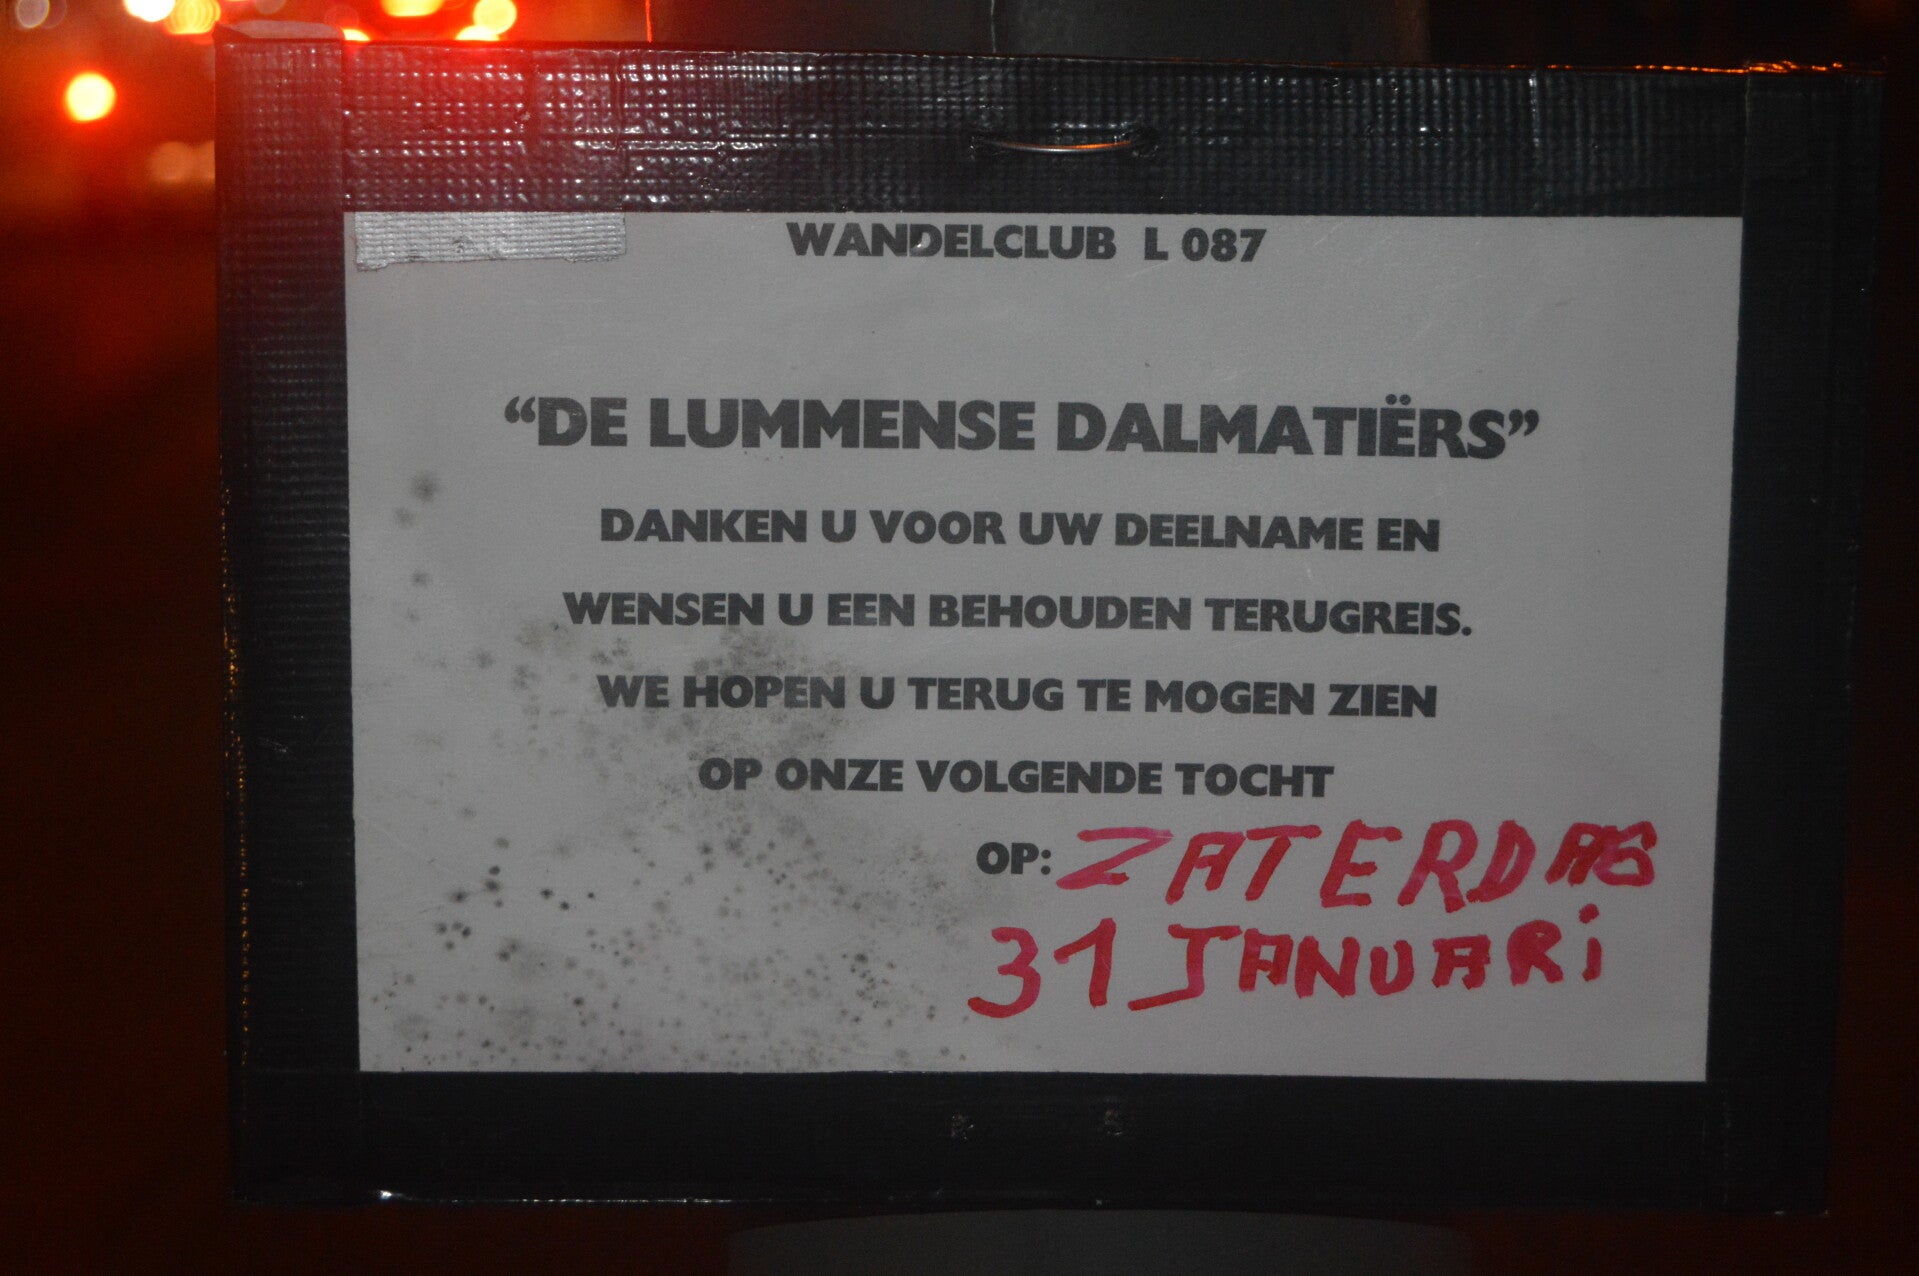 WANDELCLUB L 087
“DE LUMMENSE DALMATIËRS”
DANKEN U VOOR UW DEELNAME EN
WENSEN U EEN BEHOUDEN TERUGREIS.
WE HOPEN U TERUG TE MOGEN ZIEN
OP ONZE VOLGENDE TOCHT
OP: ZATERDAG
31 JANUARi